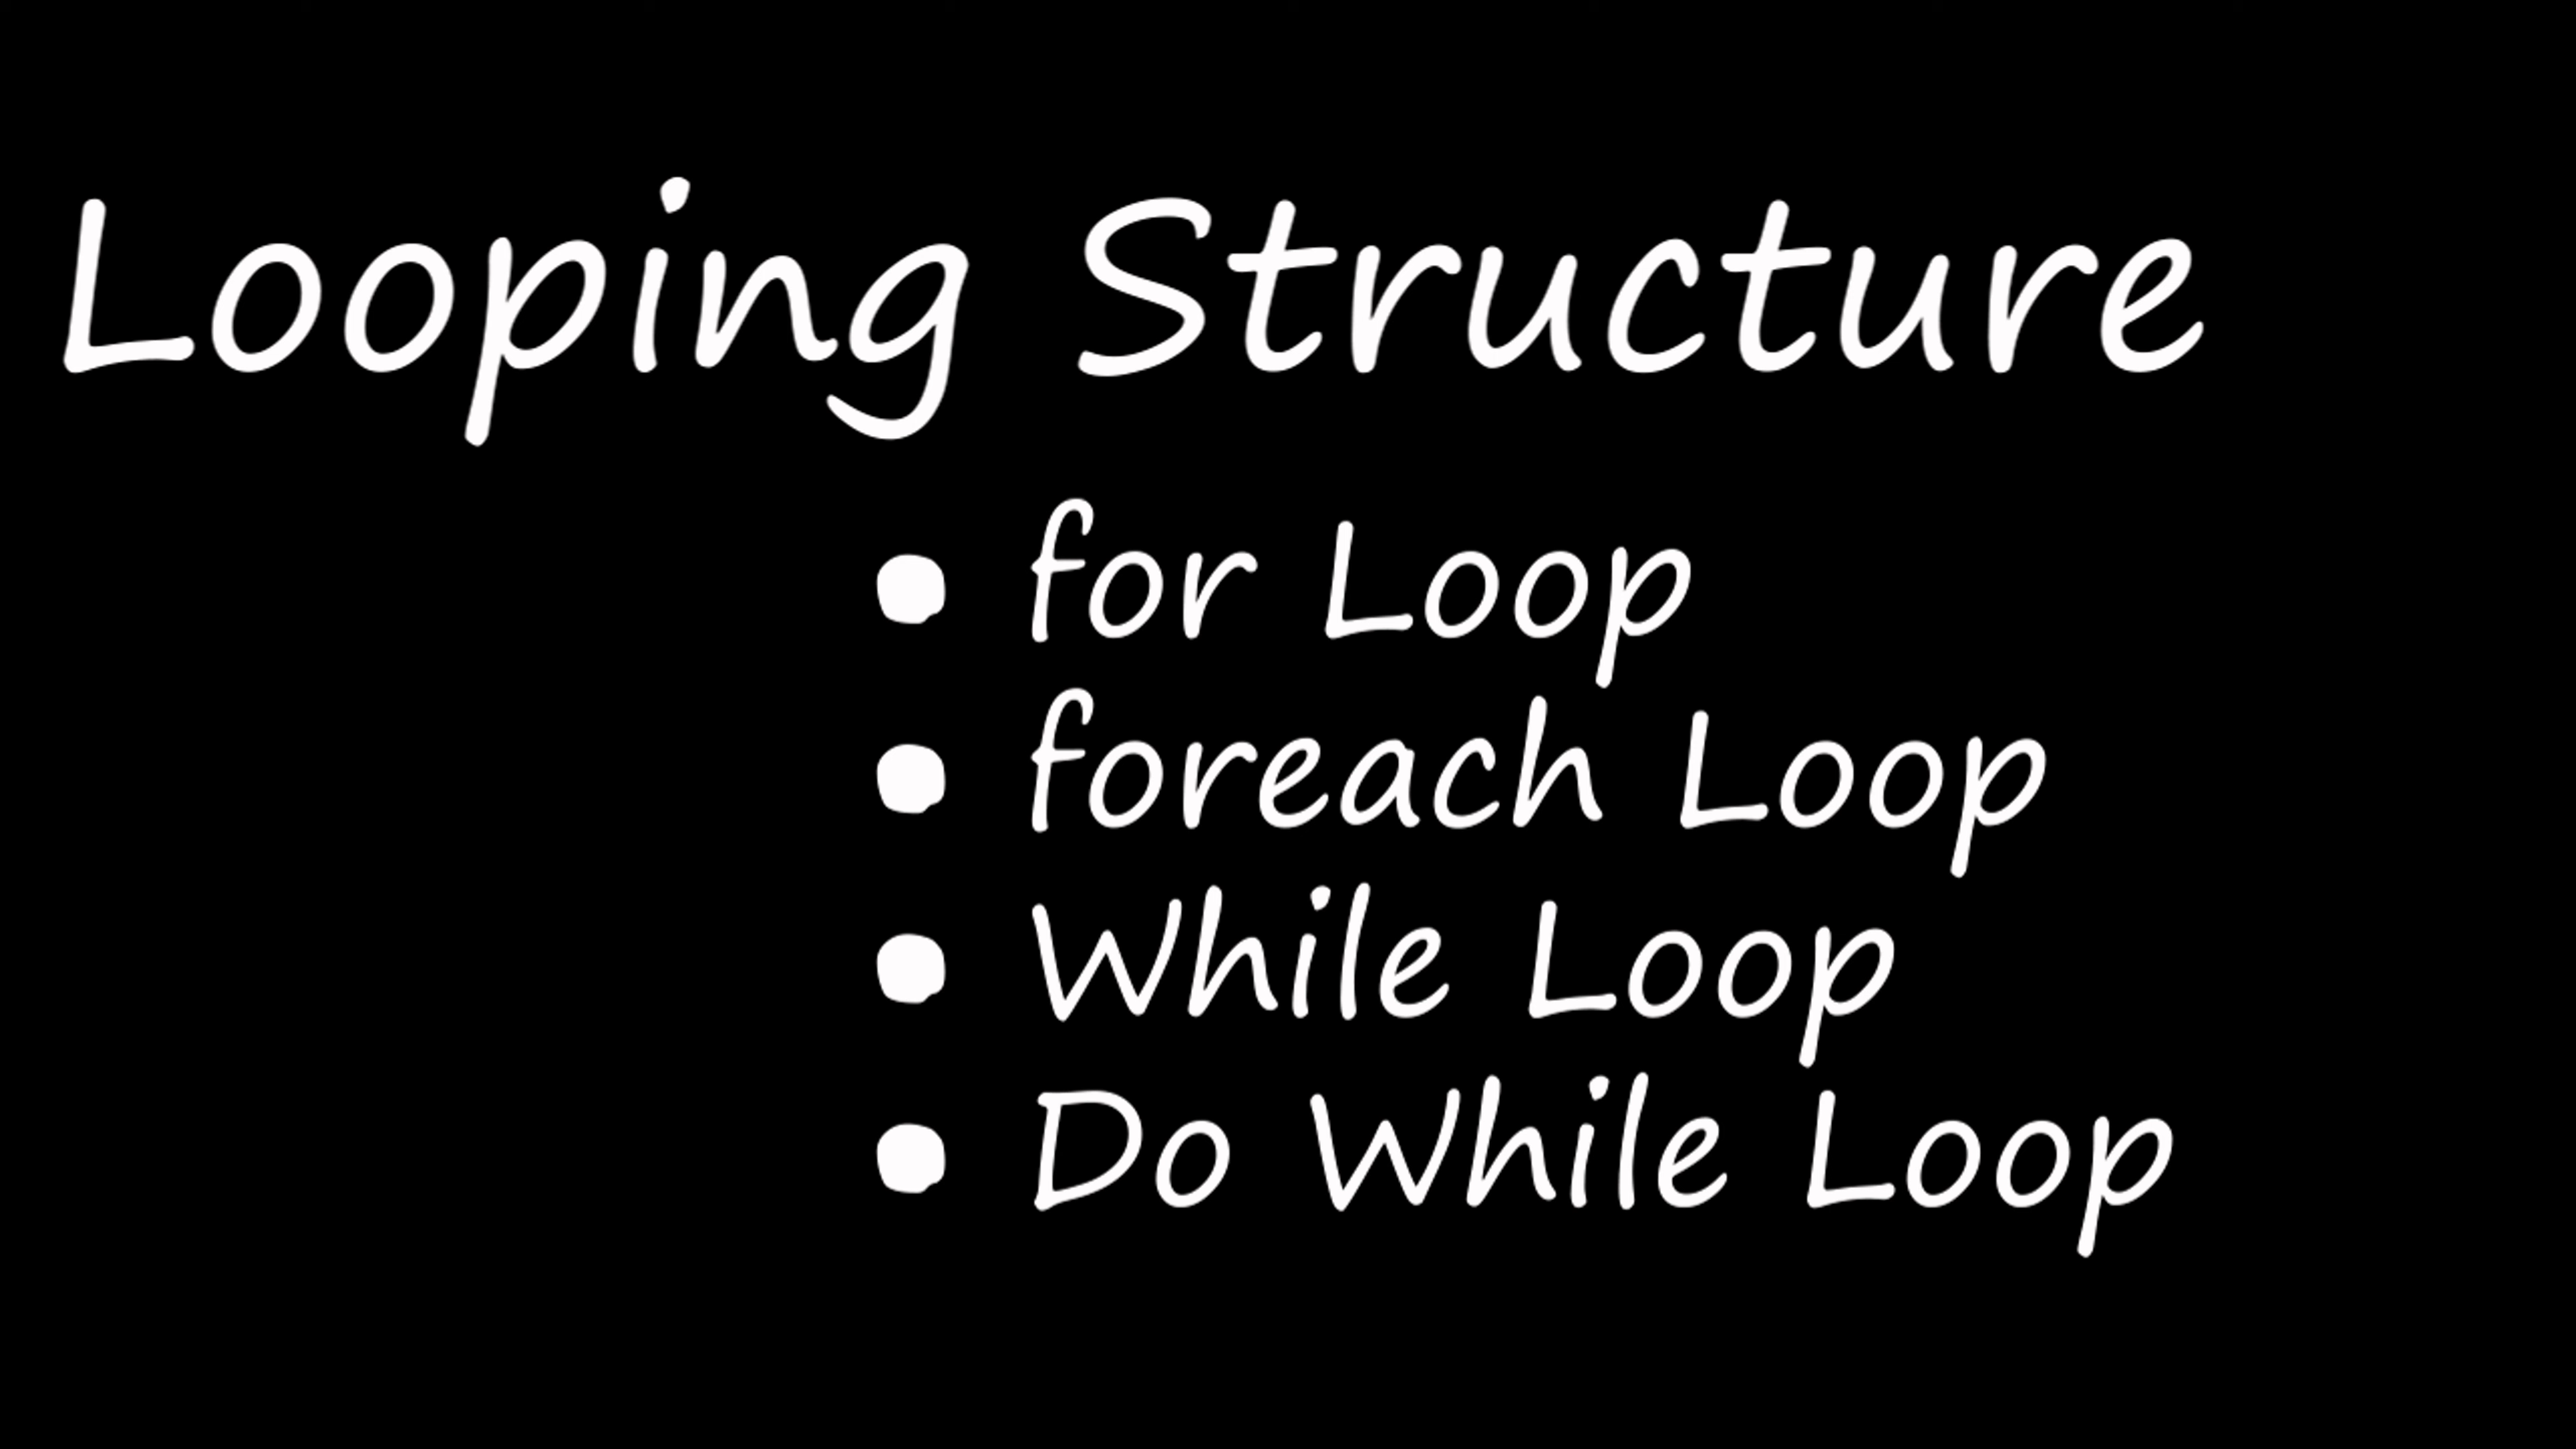 Looping Structure
• for Loop
• foreach Loop
• While Loop
• Do While Loop